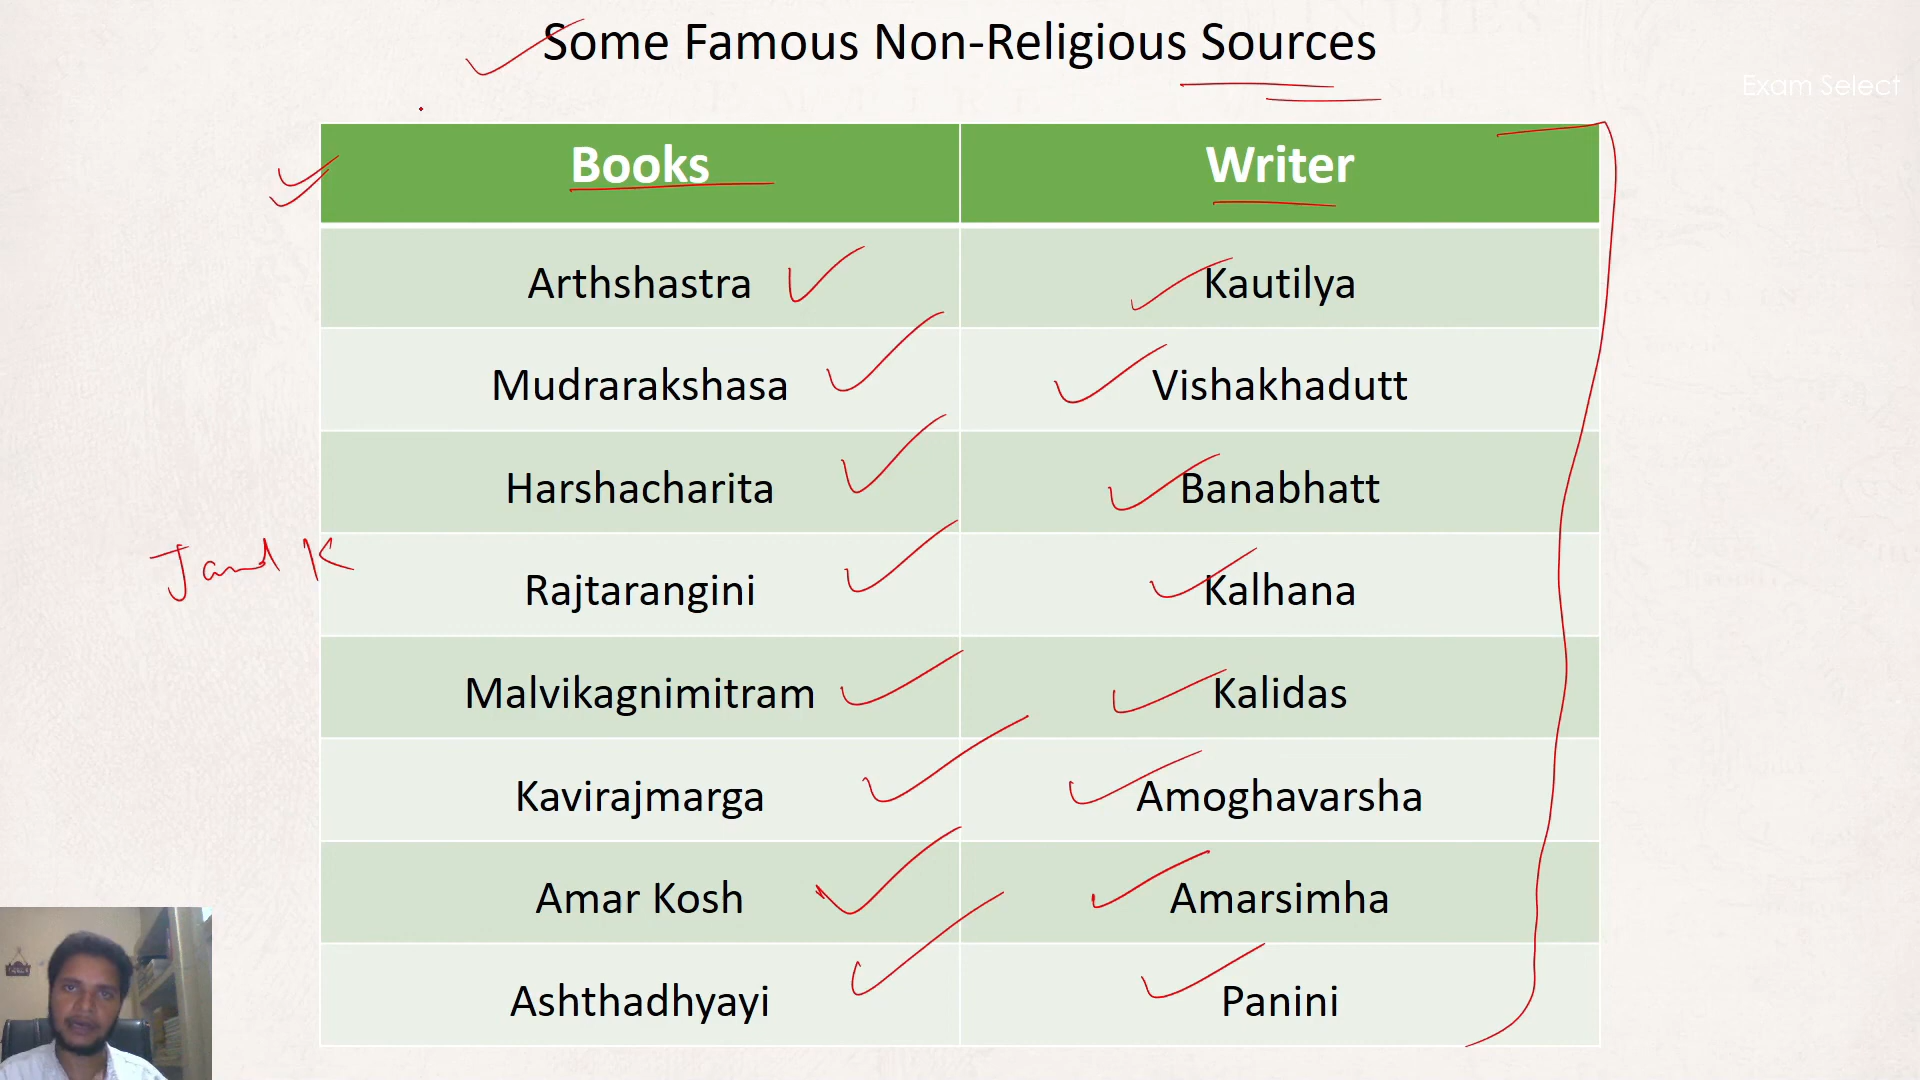 Some Famous Non-Religious Sources
Exam Select
Books Writer
Arthshastra Kautilya
Mudrarakshasa Vishakhadutt
Harshacharita Banabhatt
J and K
Rajtarangini Kalhana
Malvikagnimitram Kalidas
Kavirajmarga Amoghavarsha
Amar Kosh Amarsimha
Ashthadhyayi Panini